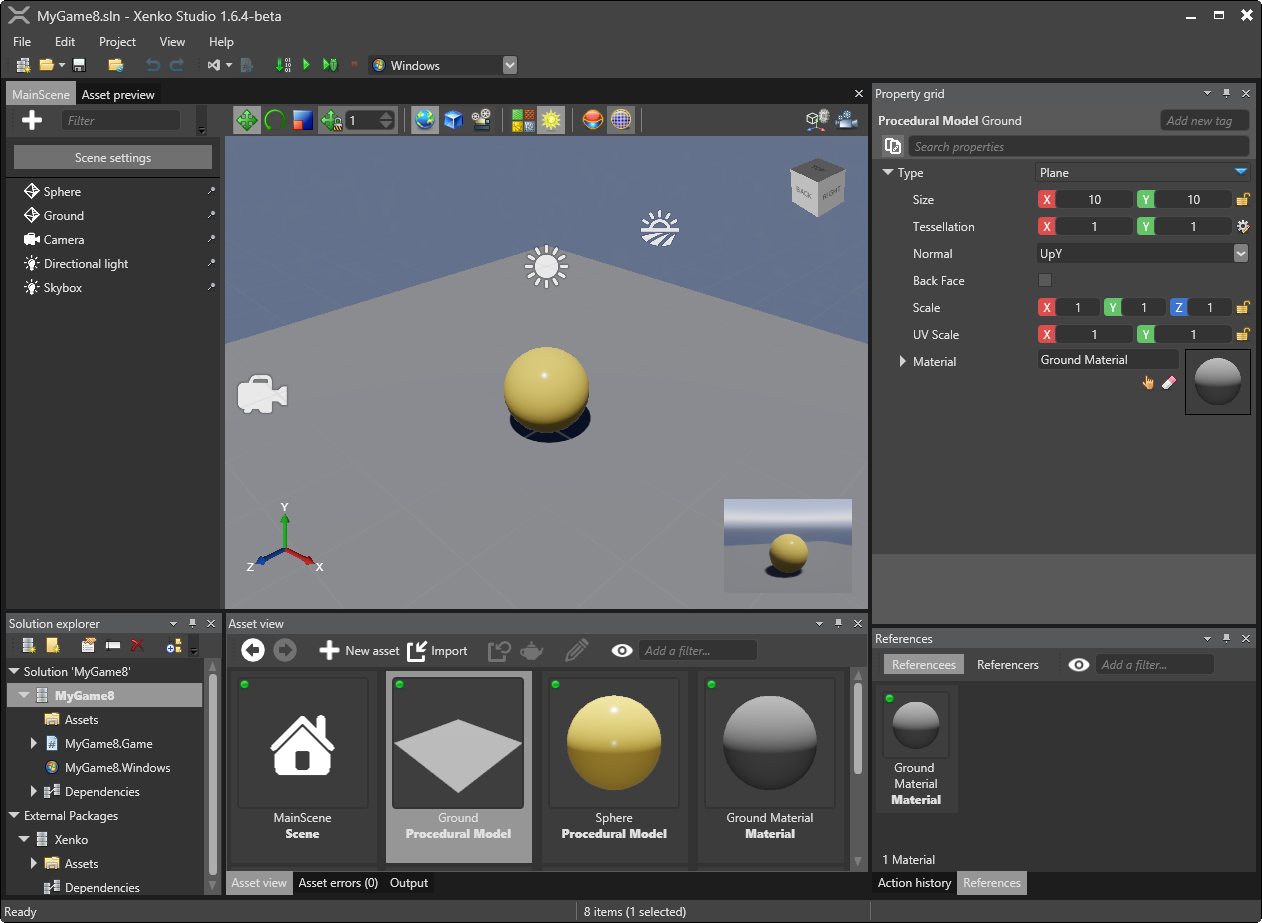 MyGame8.sln - Xenko Studio 1.6.4-beta
File Edit Project View Help
1 Windows
MainScene Asset preview
Filter
Scene settings
Sphere
Ground
Camera
Directional light
Skybox
1
BACK RIGHT
Y
Z X
Property grid
Procedural Model Ground Add new tag
Search properties
Type Plane
Size X 10 Y 10
Tessellation X 1 Y 1
Normal UpY
Back Face
Scale X 1 Y 1 Z 1
UV Scale X 1 Y 1
Material Ground Material
Solution explorer
Solution 'MyGame8'
MyGame8
Assets
MyGame8.Game
MyGame8.Windows
Dependencies
External Packages
Xenko
Assets
Dependencies
Asset view
New asset Import Add a filter...
MainScene
Scene
Ground
Procedural Model
Sphere
Procedural Model
Ground Material
Material
Asset view Asset errors (0) Output
References
Referencees Referencers Add a filter...
Ground
Material
Material
1 Material
Action history References
Ready 8 items (1 selected)